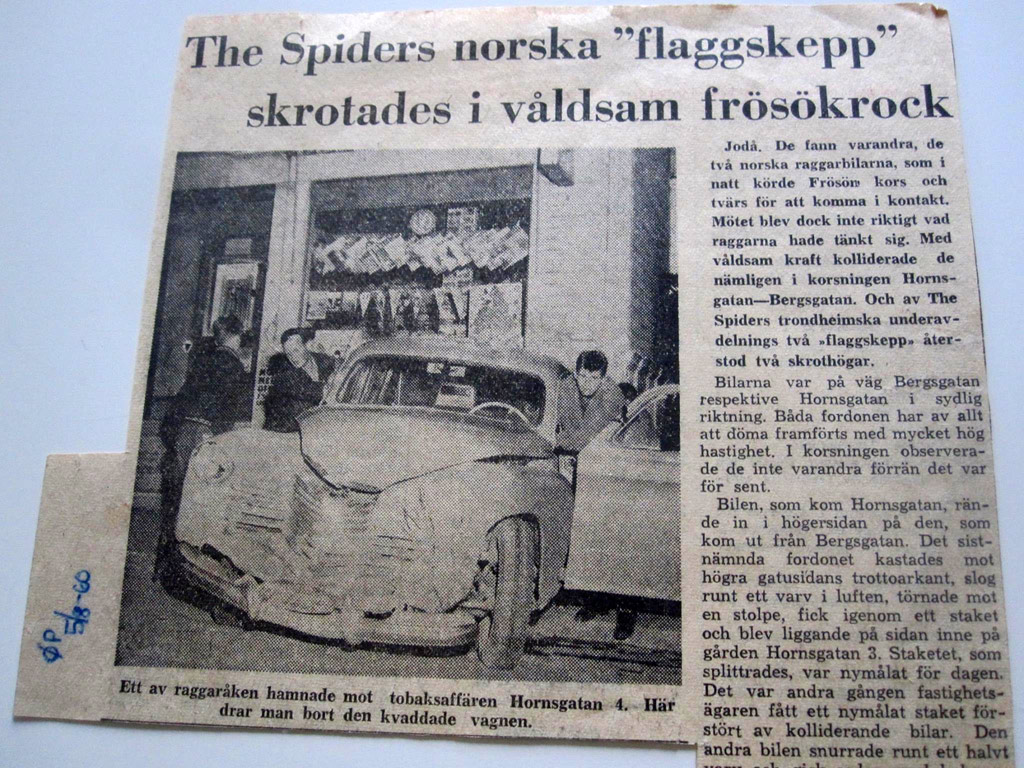 The Spiders norska ”flaggskepp”
skrotades i våldsam frösökrock
Jodå. De fann varandra, de
två norska raggarbilarna, som i
natt körde Frösön kors och
tvärs för att komma i kontakt.
Mötet blev dock inte riktigt vad
raggarna hade tänkt sig. Med
våldsam kraft kolliderade de
nämligen i korsningen Horns-
gatan—Bergsgatan. Och av The
Spiders trondheimska underav-
delnings två »flaggskepp» åter-
stod två skrothögar.
Bilarna var på väg Bergsgatan
respektive Hornsgatan i sydlig
riktning. Båda fordonen har av allt
att döma framförts med mycket hög
hastighet. I korsningen observera-
de de inte varandra förrän det var
för sent.
Bilen, som kom Hornsgatan, rän-
de in i högersidan på den, som
kom ut från Bergsgatan. Det sist-
nämnda fordonet kastades mot
högra gatusidans trottoarkant, slog
runt ett varv i luften, törnade mot
en stolpe, fick igenom ett staket
och blev liggande på sidan inne på
gården Hornsgatan 3. Staketet, som
splittrades, var nymålat för dagen.
Det var andra gången fastighets-
ägaren fått ett nymålat staket för-
stört av kolliderande bilar. Den
andra bilen snurrade runt ett halvt
Ett av raggaråken hamnade mot tobaksaffären Hornsgatan 4. Här
drar man bort den kvaddade vagnen.
ØP
5/8-60